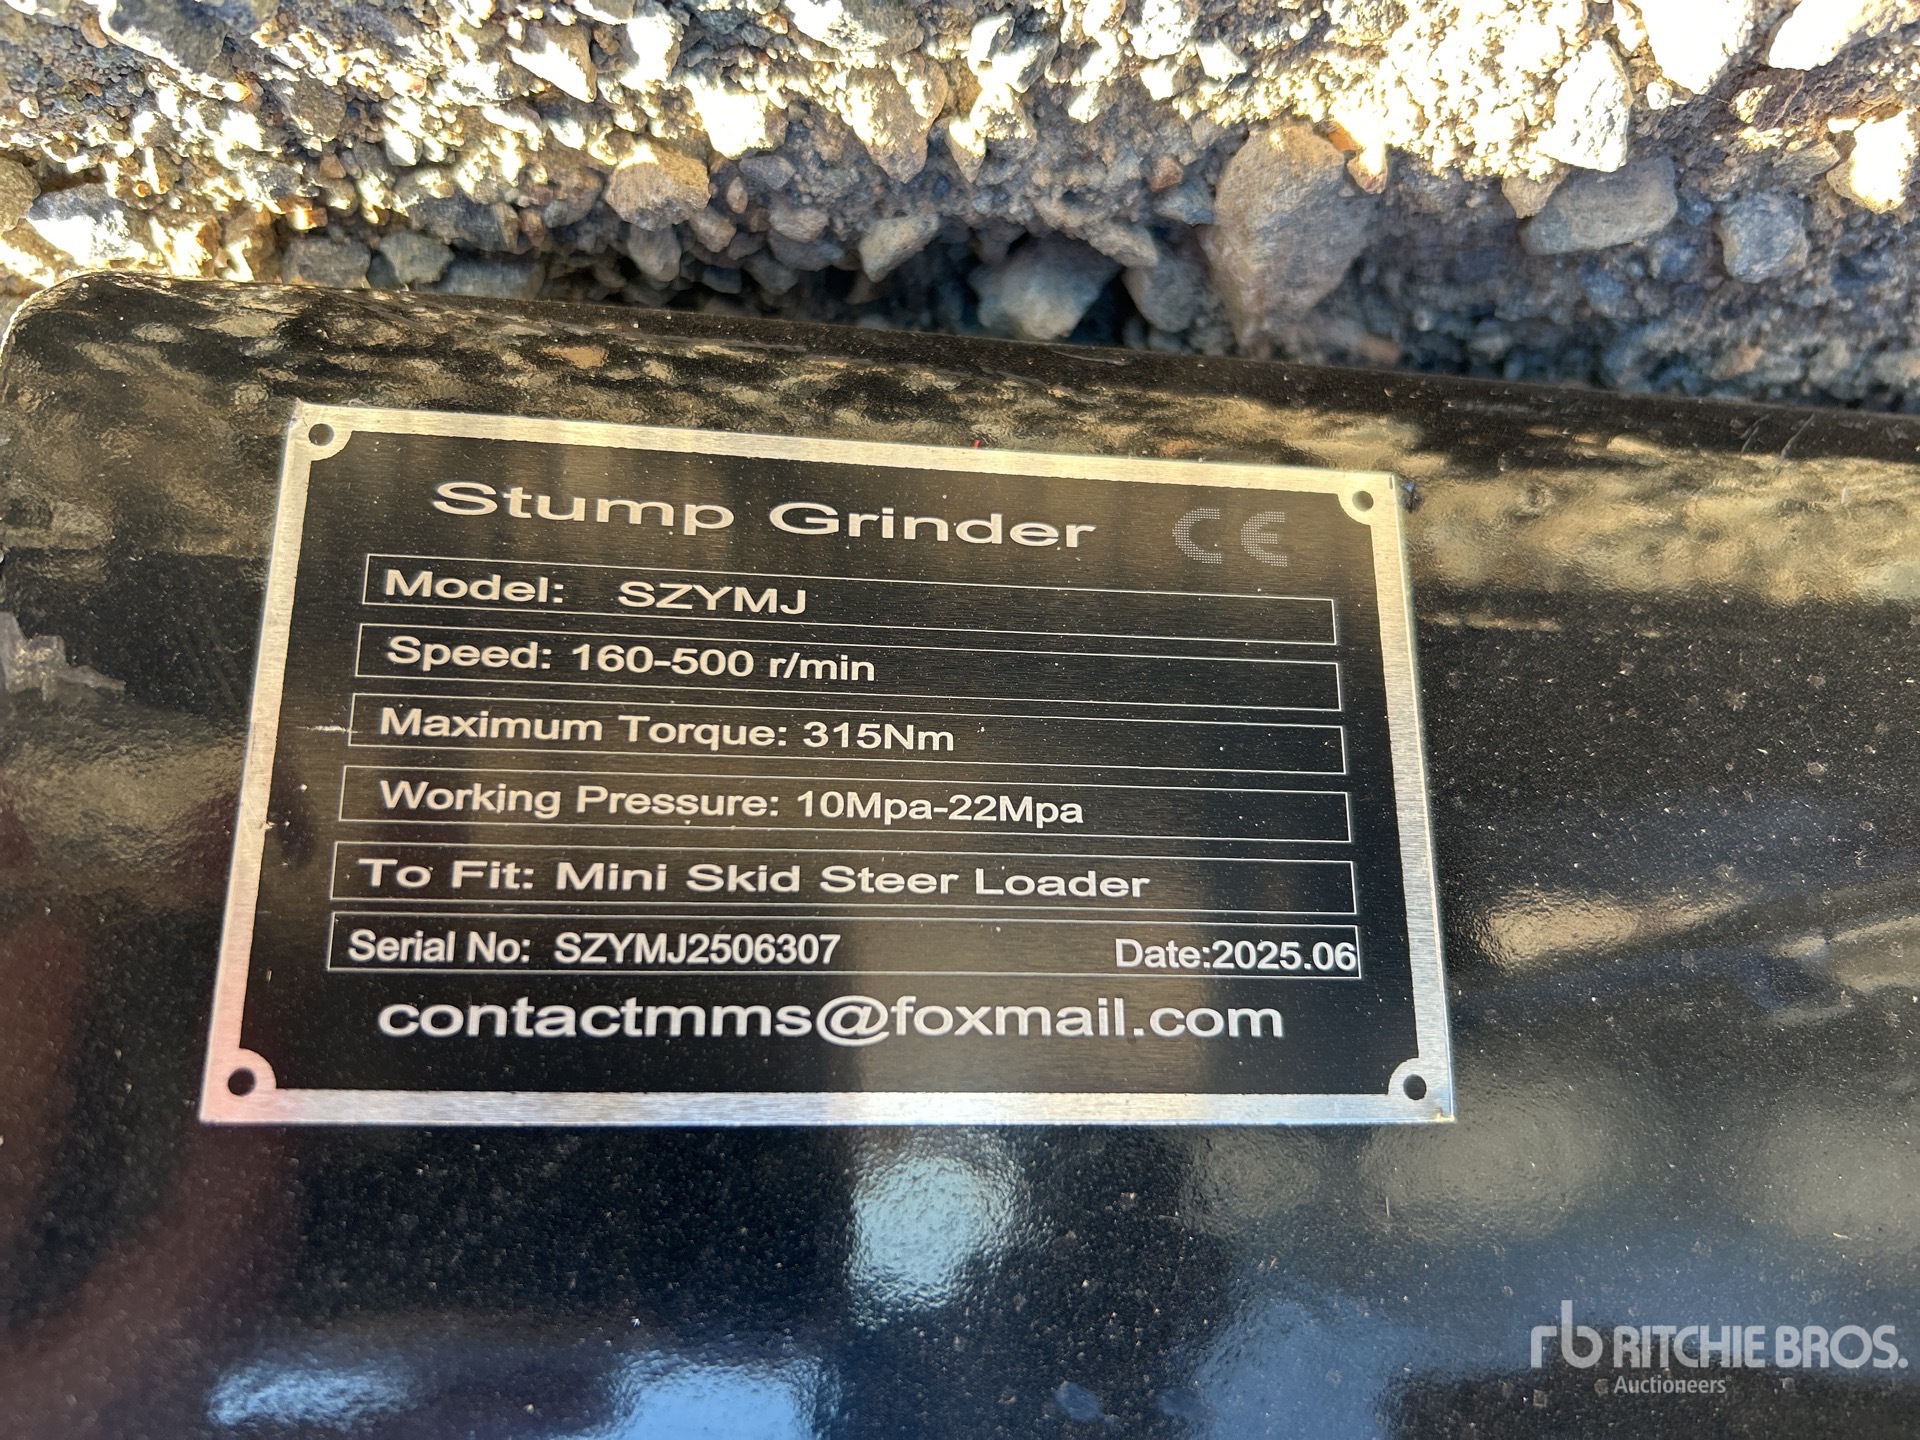 Stump Grinder CE
Model: SZYMJ
Speed: 160-500 r/min
Maximum Torque: 315Nm
Working Pressure: 10Mpa-22Mpa
To Fit: Mini Skid Steer Loader
Serial No: SZYMJ2506307 Date:2025.06
contactmms@foxmail.com
rb RITCHIE BROS.
Auctioneers